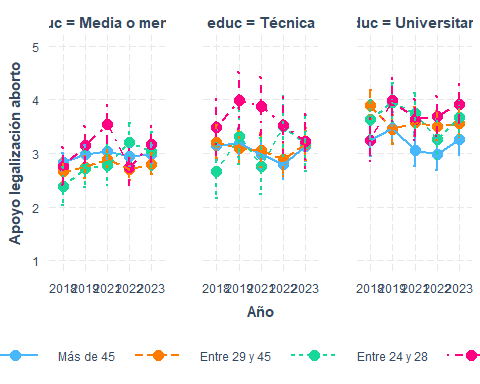 duc = Media o mer
educ = Técnica
duc = Universitar
Apoyo legalización aborto
5
4
3
2
1
2018 2019 2021 2022 2023
2018 2019 2021 2022 2023
2018 2019 2021 2022 2023
Año
Más de 45
Entre 29 y 45
Entre 24 y 28